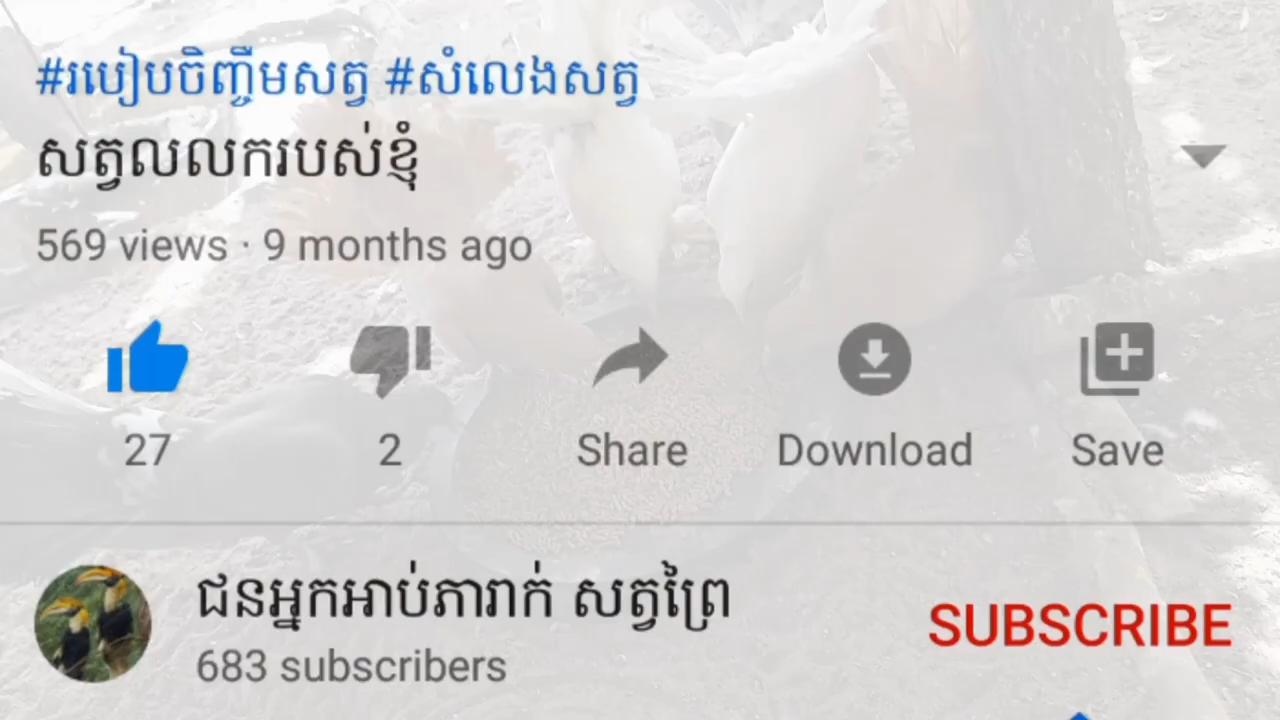 #របៀបចិញ្ចឹមសត្វ #សំលេងសត្វ
សត្វលលករបស់ខ្ញុំ
569 views · 9 months ago
27 2 Share Download Save
ជនអ្នកអាប់ភារាក់ សត្វព្រៃ
683 subscribers
SUBSCRIBE